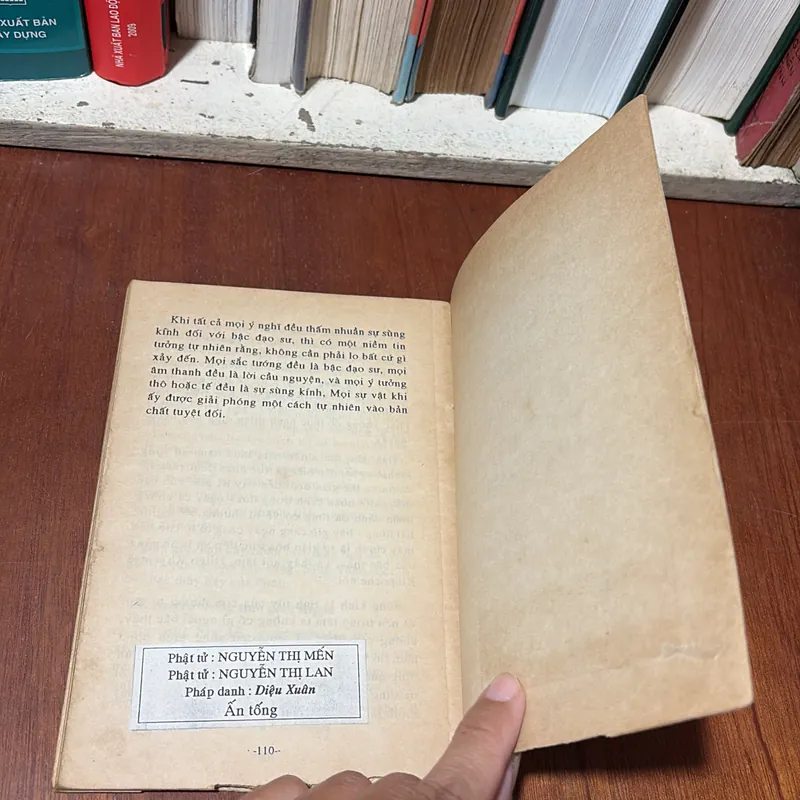 XUẤT BẢN
ÂY DỰNG
NHÀ XUẤT BẢN LAO ĐỘ
2009
Khi tất cả mọi ý nghĩ đều thấm nhuần sự sùng
kính đối với bậc đạo sư, thì có một niềm tin
tưởng tự nhiên rằng, không cần phải lo bất cứ gì
xảy đến. Mọi sắc tướng đều là bậc đạo sư, mọi
âm thanh đều là lời cầu nguyện, và mọi ý tưởng
thô hoặc tế đều là sự sùng kính, Mọi sự vật khi
ấy được giải phóng một cách tự nhiên vào bản
chất tuyệt đối.
Phật tử : NGUYỄN THỊ MẾN
Phật tử : NGUYỄN THỊ LAN
Pháp danh : Diệu Xuân
Ấn tống
-110-